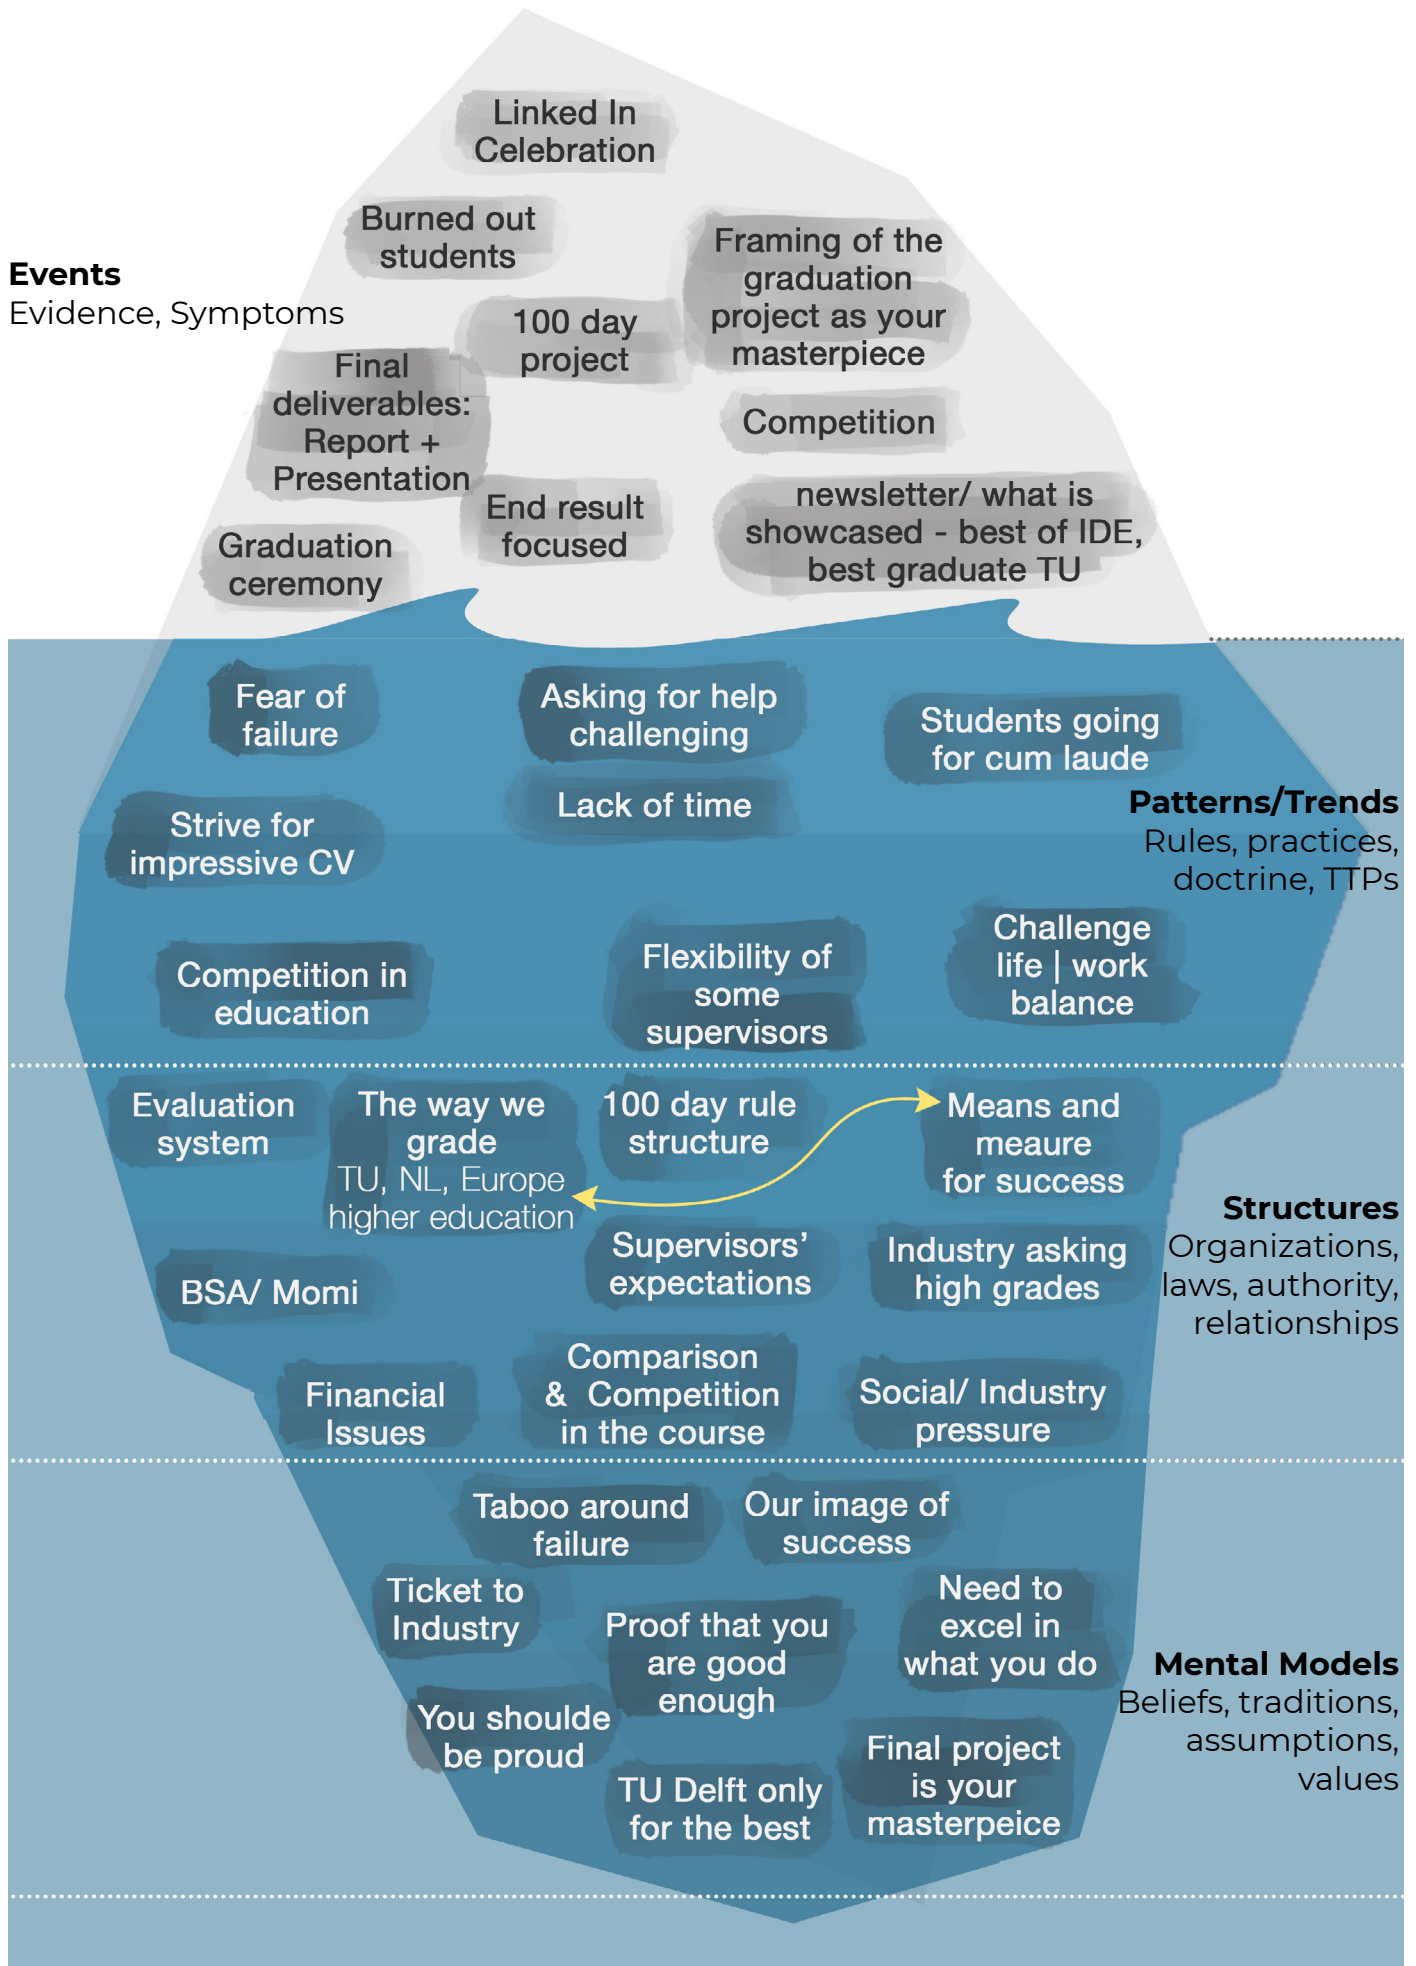 Linked In
Celebration
Burned out
students
Framing of the
graduation
project as your
masterpiece
Events
Evidence, Symptoms
100 day
project
Final
deliverables:
Report +
Presentation
Competition
End result
focused
newsletter/ what is
showcased - best of IDE,
best graduate TU
Graduation
ceremony
Fear of
failure
Asking for help
challenging
Students going
for cum laude
Lack of time
Strive for
impressive CV
Patterns/Trends
Rules, practices,
doctrine, TTPs
Competition in
education
Flexibility of
some
supervisors
Challenge
life | work
balance
Evaluation
system
The way we
grade
TU, NL, Europe
higher education
100 day rule
structure
Means and
meaure
for success
Structures
Organizations,
laws, authority,
relationships
BSA/ Momi
Supervisors'
expectations
Industry asking
high grades
Financial
Issues
Comparison
& Competition
in the course
Social/ Industry
pressure
Taboo around
failure
Our image of
success
Ticket to
Industry
Proof that you
are good
enough
Need to
excel in
what you do
Mental Models
Beliefs, traditions,
assumptions,
values
You shoulde
be proud
TU Delft only
for the best
Final project
is your
masterpeice